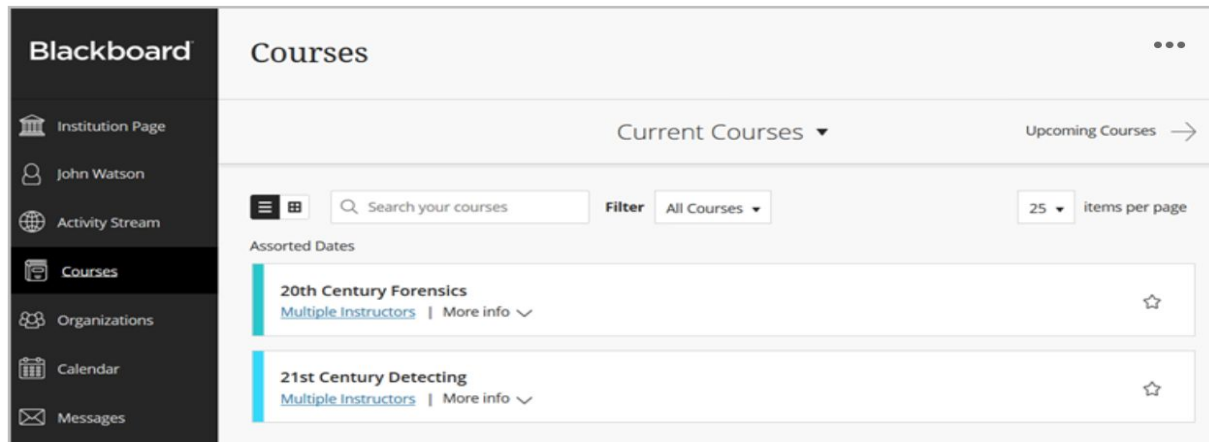 Blackboard
Institution Page
John Watson
Activity Stream
Courses
Organizations
Calendar
Messages
Courses
Current Courses
Upcoming Courses
Search your courses
Filter All Courses
25 items per page
Assorted Dates
20th Century Forensics
Multiple Instructors | More info
21st Century Detecting
Multiple Instructors | More info